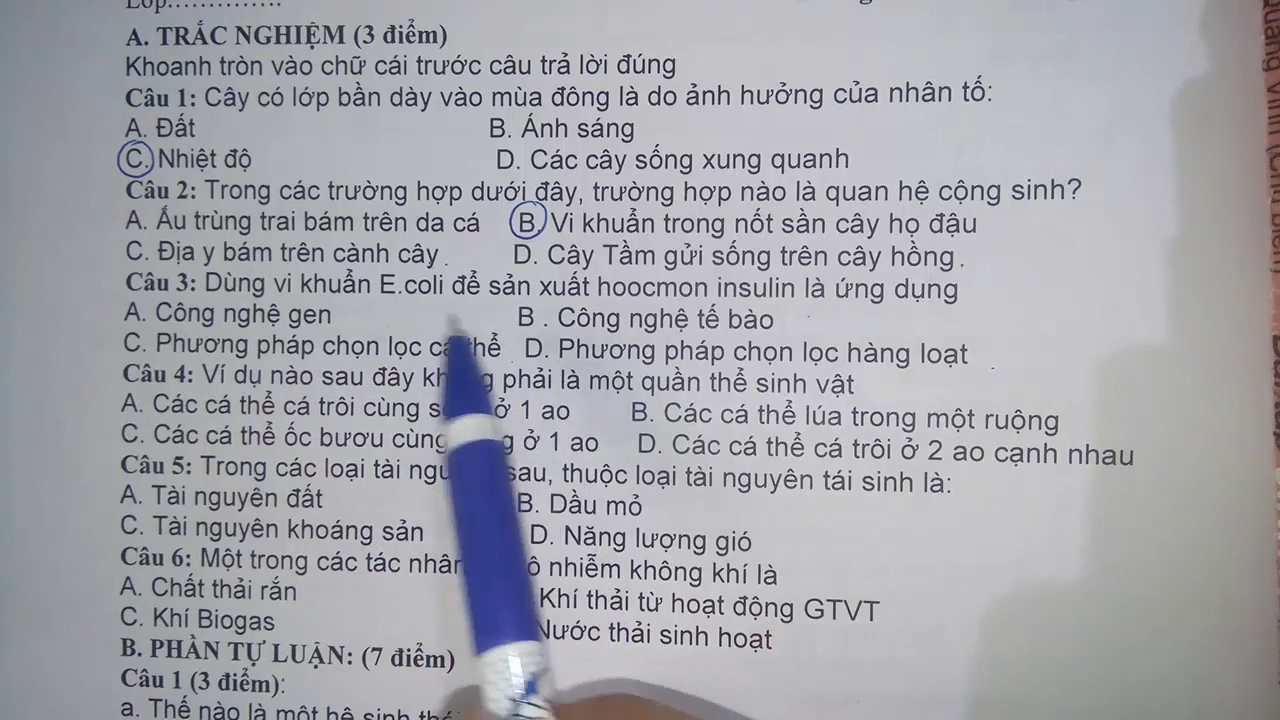 Lớp..............
A. TRẮC NGHIỆM (3 điểm)
Khoanh tròn vào chữ cái trước câu trả lời đúng
Câu 1: Cây có lớp bần dày vào mùa đông là do ảnh hưởng của nhân tố:
A. Đất B. Ánh sáng
C. Nhiệt độ D. Các cây sống xung quanh
Câu 2: Trong các trường hợp dưới đây, trường hợp nào là quan hệ cộng sinh?
A. Ấu trùng trai bám trên da cá B. Vi khuẩn trong nốt sần cây họ đậu
C. Địa y bám trên cành cây. D. Cây Tầm gửi sống trên cây hồng.
Câu 3: Dùng vi khuẩn E.coli để sản xuất hoocmon insulin là ứng dụng
A. Công nghệ gen B . Công nghệ tế bào
C. Phương pháp chọn lọc cá thể D. Phương pháp chọn lọc hàng loạt
Câu 4: Ví dụ nào sau đây không phải là một quần thể sinh vật
A. Các cá thể cá trôi cùng ở 1 ao B. Các cá thể lúa trong một ruộng
C. Các cá thể ốc bươu cùng ở 1 ao D. Các cá thể cá trôi ở 2 ao cạnh nhau
Câu 5: Trong các loại tài nguyên sau, thuộc loại tài nguyên tái sinh là:
A. Tài nguyên đất B. Dầu mỏ
C. Tài nguyên khoáng sản D. Năng lượng gió
Câu 6: Một trong các tác nhân ô nhiễm không khí là
A. Chất thải rắn Khí thải từ hoạt động GTVT
C. Khí Biogas Nước thải sinh hoạt
B. PHẦN TỰ LUẬN: (7 điểm)
Câu 1 (3 điểm):
a. Thế nào là một hệ sinh